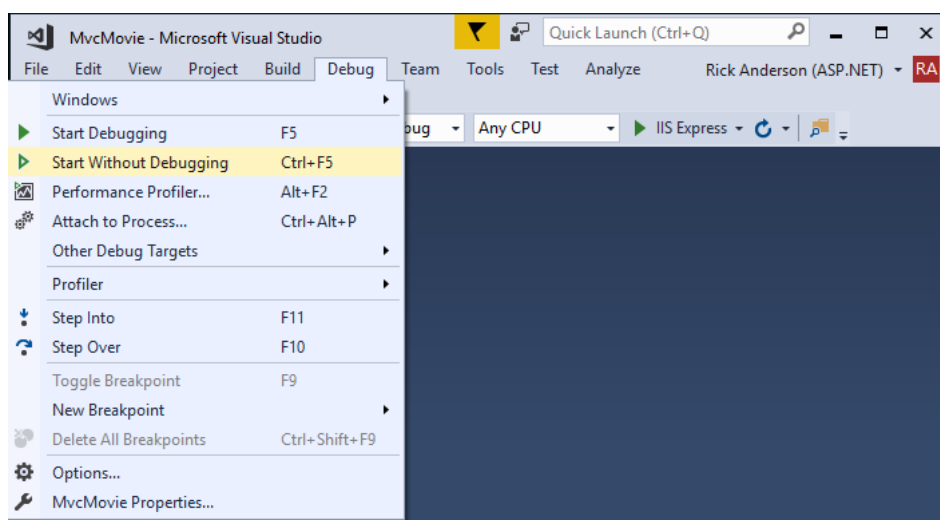 MvcMovie - Microsoft Visual Studio Quick Launch (Ctrl+Q)
File Edit View Project Build Debug Team Tools Test Analyze Rick Anderson (ASP.NET) RA
Windows
bug Any CPU IIS Express
Start Debugging F5
Start Without Debugging Ctrl+F5
Performance Profiler... Alt+F2
Attach to Process... Ctrl+Alt+P
Other Debug Targets
Profiler
Step Into F11
Step Over F10
Toggle Breakpoint F9
New Breakpoint
Delete All Breakpoints Ctrl+Shift+F9
Options...
MvcMovie Properties...